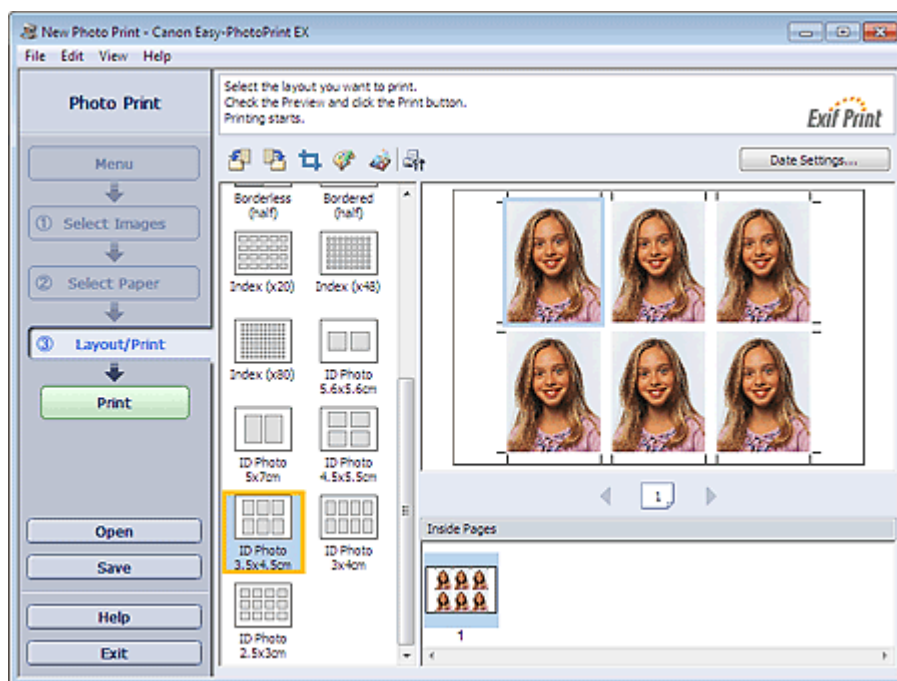 New Photo Print - Canon Easy-PhotoPrint EX
File Edit View Help
Photo Print
Select the layout you want to print.
Check the Preview and click the Print button.
Printing starts.
Exif Print
Menu
① Select Images
② Select Paper
③ Layout/Print
Print
Open
Save
Help
Exit
Date Settings...
Borderless
(half)
Bordered
(half)
Index (x20)
Index (x48)
Index (x80)
ID Photo
5.6x5.6cm
ID Photo
5x7cm
ID Photo
4.5x5.5cm
ID Photo
3.5x4.5cm
ID Photo
3x4cm
ID Photo
2.5x3cm
1
Inside Pages
1